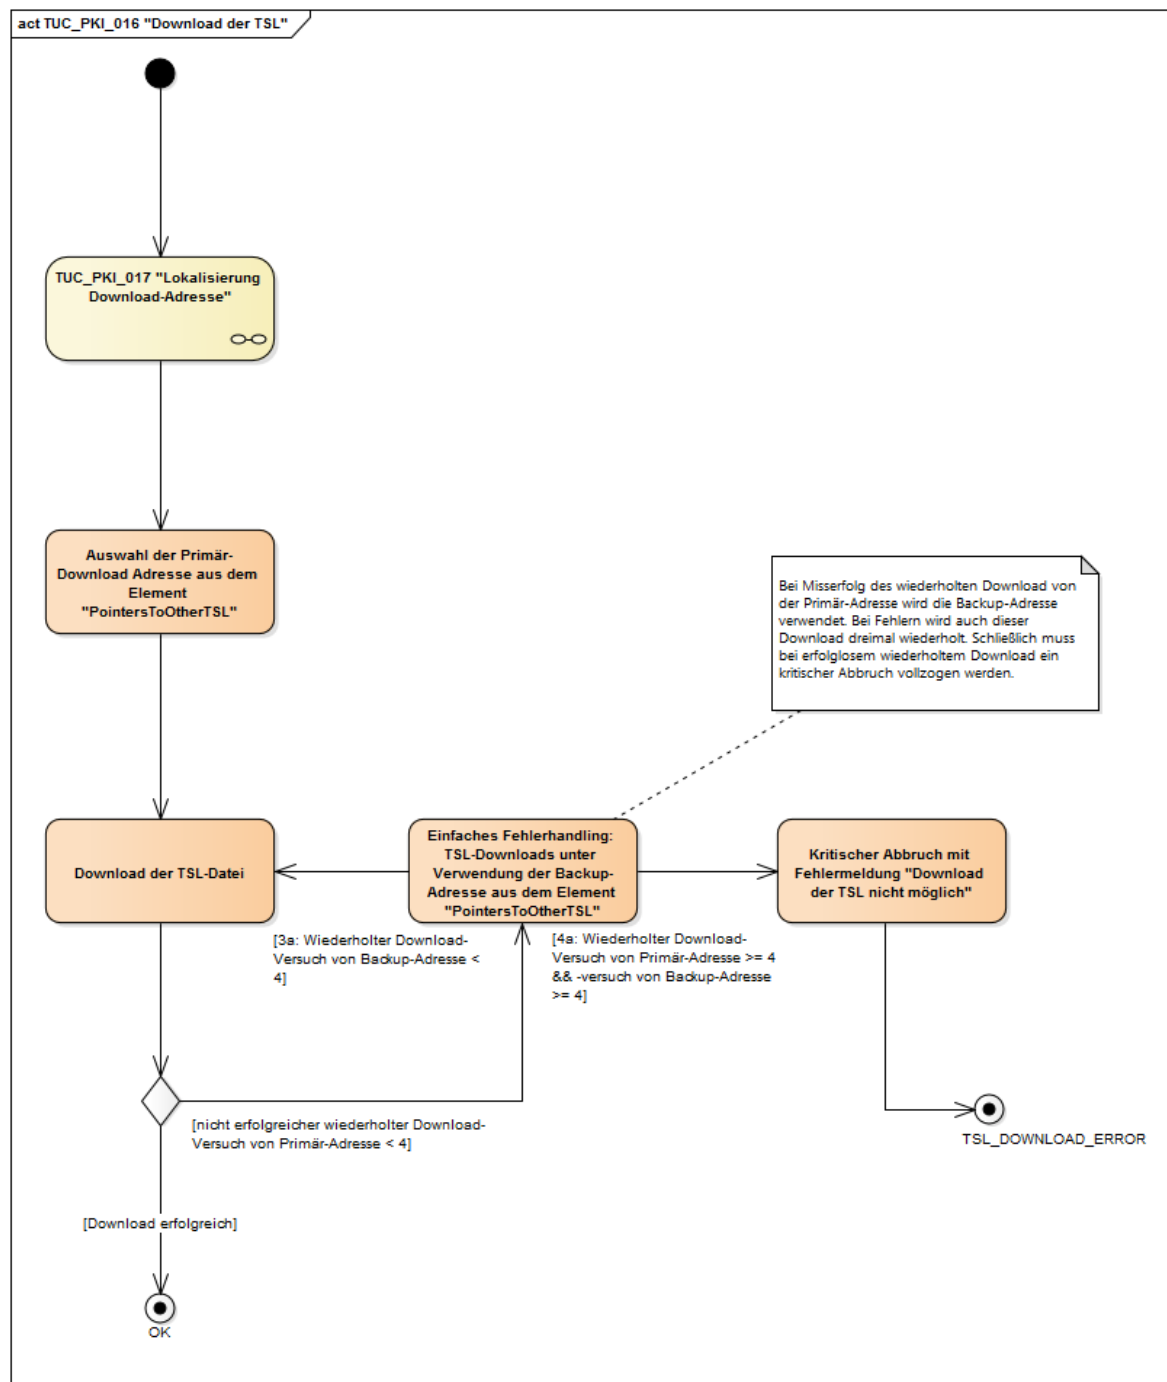 act TUC_PKI_016 "Download der TSL"
TUC_PKI_017 "Lokalisierung
Download-Adresse"
Auswahl der Primär-
Download Adresse aus dem
Element
"PointersToOtherTSL"
Bei Misserfolg des wiederholten Download von
der Primär-Adresse wird die Backup-Adresse
verwendet. Bei Fehlern wird auch dieser
Download dreimal wiederholt. Schließlich muss
bei erfolglosem wiederholtem Download ein
kritischer Abbruch vollzogen werden.
Download der TSL-Datei
Einfaches Fehlerhandling:
TSL-Downloads unter
Verwendung der Backup-
Adresse aus dem Element
"PointersToOtherTSL"
Kritischer Abbruch mit
Fehlermeldung "Download
der TSL nicht möglich"
[3a: Wiederholter Download-
Versuch von Backup-Adresse <
4]
[4a: Wiederholter Download-
Versuch von Primär-Adresse >= 4
&& -versuch von Backup-Adresse
>= 4]
[nicht erfolgreicher wiederholter Download-
Versuch von Primär-Adresse < 4]
TSL_DOWNLOAD_ERROR
[Download erfolgreich]
OK